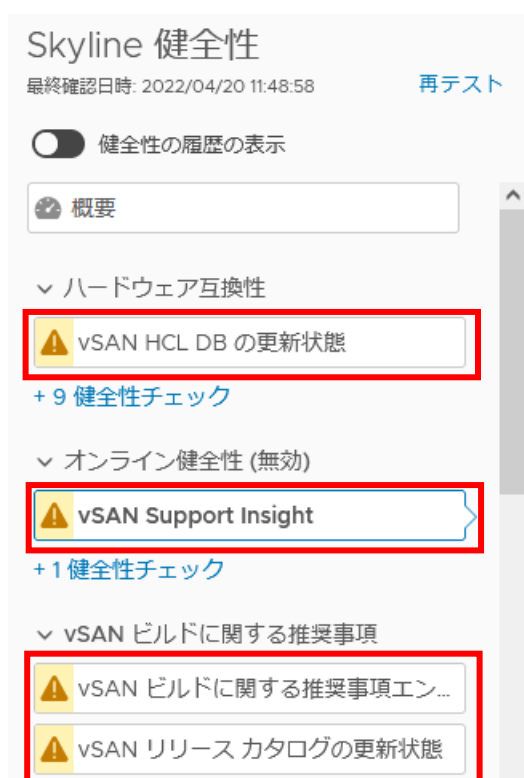 Skyline 健全性
最終確認日時: 2022/04/20 11:48:58 再テスト
健全性の履歴の表示
概要
ハードウェア互換性
vSAN HCL DB の更新状態
+ 9 健全性チェック
オンライン健全性 (無効)
vSAN Support Insight
+ 1 健全性チェック
vSAN ビルドに関する推奨事項
vSAN ビルドに関する推奨事項エン...
vSAN リリース カタログの更新状態